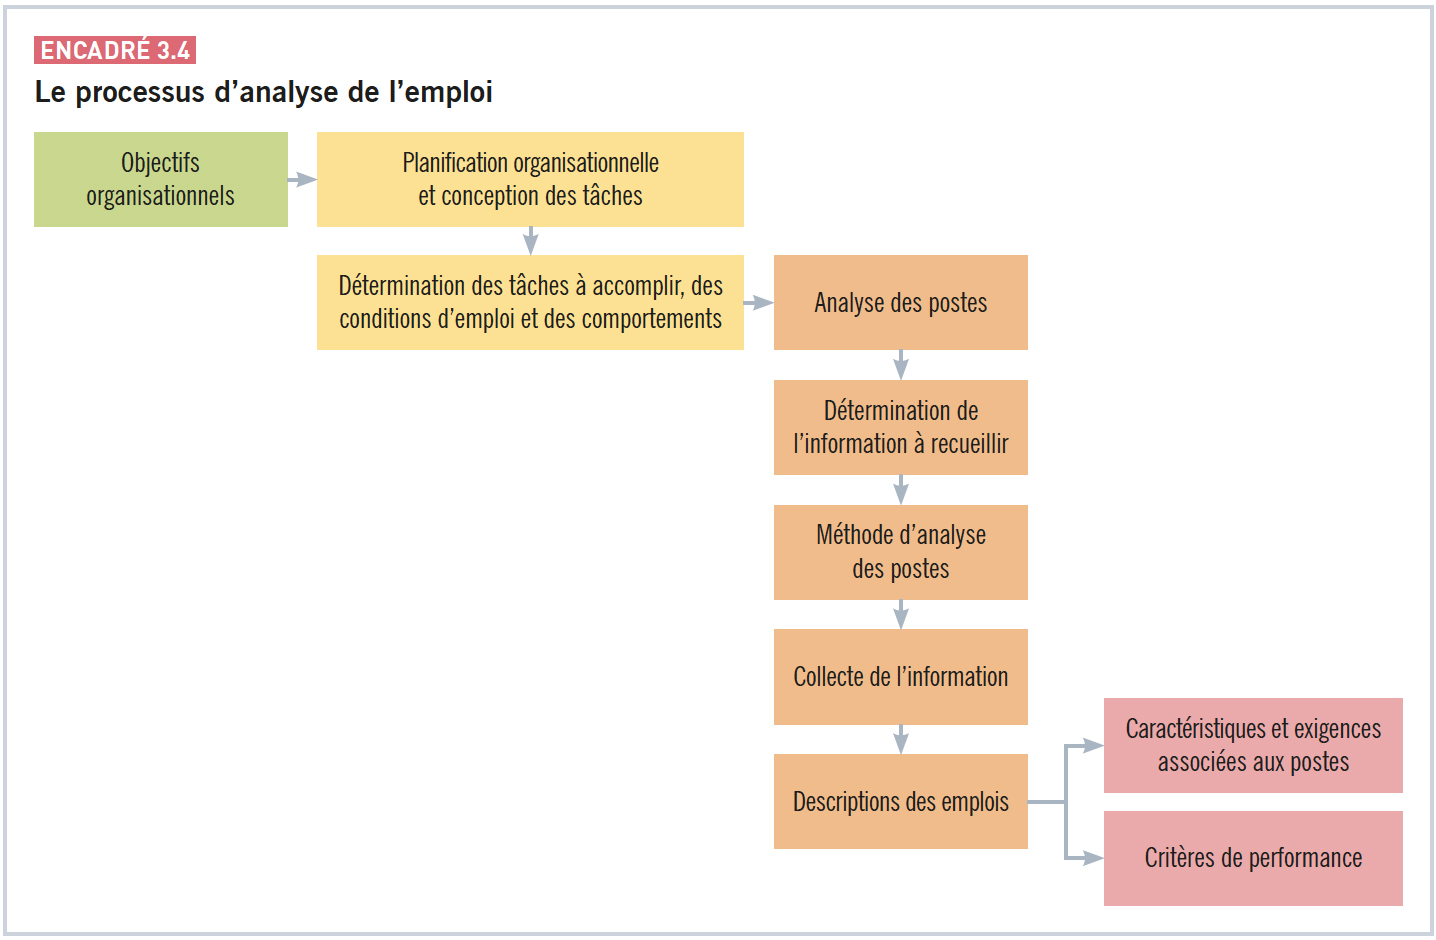 ENCADRÉ 3.4
Le processus d’analyse de l’emploi
Objectifs
organisationnels
Planification organisationnelle
et conception des tâches
Détermination des tâches à accomplir, des
conditions d’emploi et des comportements
Analyse des postes
Détermination de
l’information à recueillir
Méthode d’analyse
des postes
Collecte de l’information
Descriptions des emplois
Caractéristiques et exigences
associées aux postes
Critères de performance